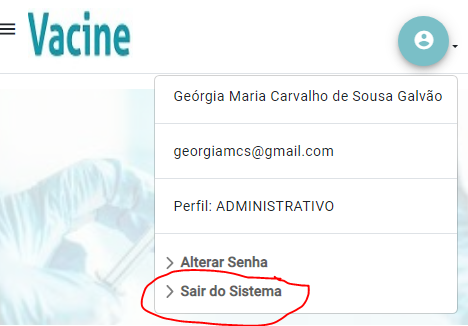 Vacine
Geórgia Maria Carvalho de Sousa Galvão
georgiamcs@gmail.com
Perfil: ADMINISTRATIVO
Alterar Senha
Sair do Sistema